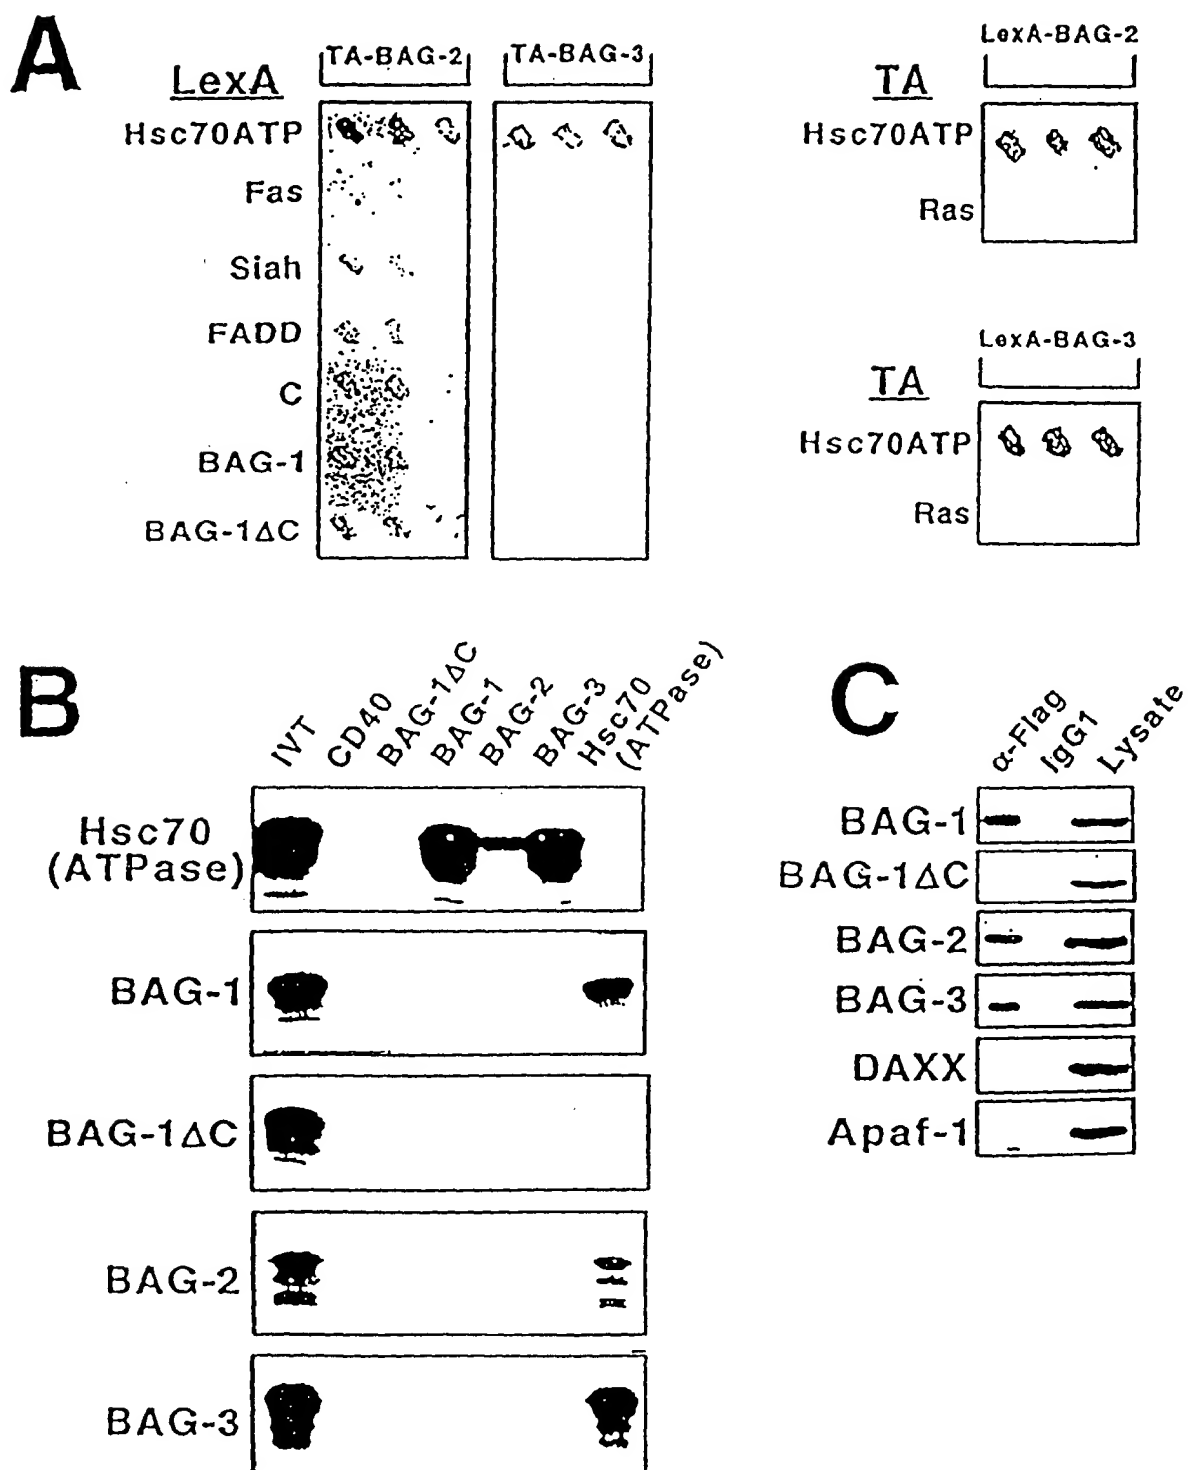 A
LexA
TA-BAG-2
TA-BAG-3
Hsc70ATP
Fas
Siah
FADD
C
BAG-1
BAG-1ΔC
LexA-BAG-2
TA
Hsc70ATP
Ras
LexA-BAG-3
TA
Hsc70ATP
Ras
B
IVT
CD40
BAG-1ΔC
BAG-1
BAG-2
BAG-3
Hsc70
(ATPase)
Hsc70
(ATPase)
BAG-1
BAG-1ΔC
BAG-2
BAG-3
C
α-Flag
IgG1
Lysate
BAG-1
BAG-1ΔC
BAG-2
BAG-3
DAXX
Apaf-1